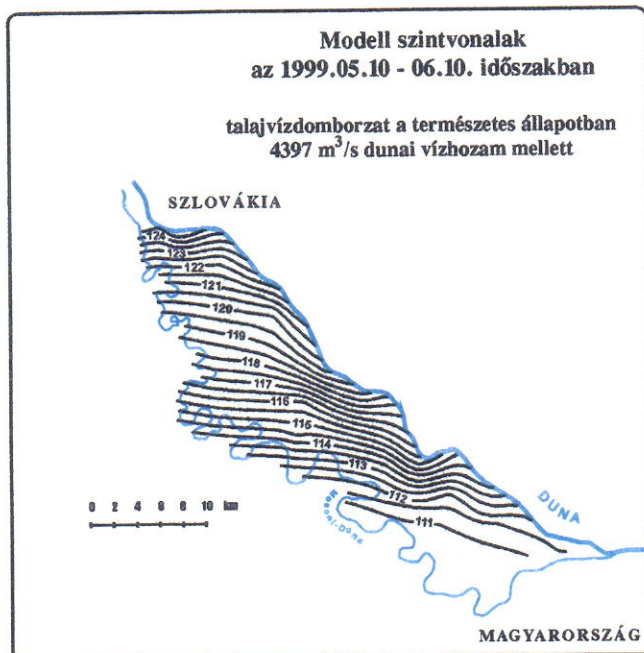 Modell szintvonalak
az 1999.05.10 - 06.10. időszakban
talajvízdomborzat a természetes állapotban
4397 m³/s dunai vízhozam mellett
SZLOVÁKIA
124
123
122
121
120
119
118
117
116
115
114
113
112
111
0 2 4 6 8 10 km
DUNA
Mosoni-Duna
MAGYARORSZÁG